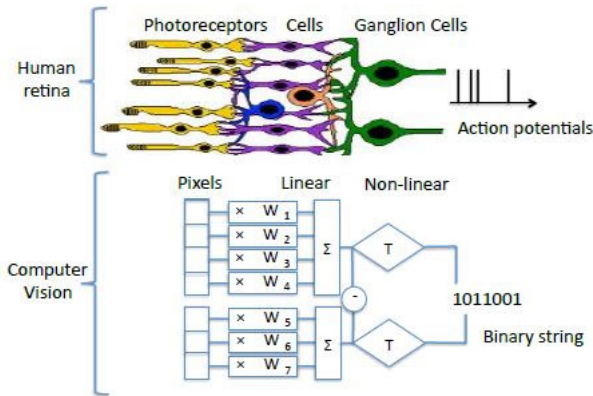 Photoreceptors Cells Ganglion Cells
Human
retina
Action potentials
Pixels Linear Non-linear
Computer
Vision
× W 1
× W 2
× W 3
× W 4
Σ
T
-
1011001
× W 5
× W 6
× W 7
Σ
T
Binary string